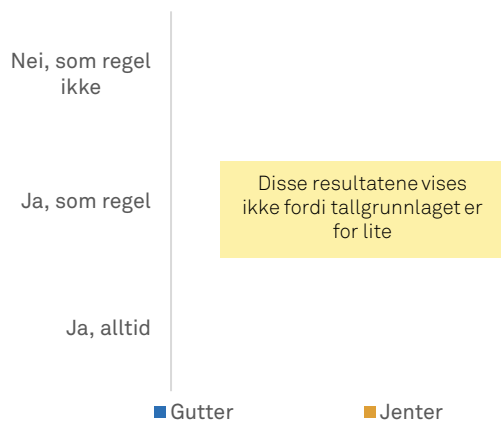 Nei, som regel
ikke
Ja, som regel
Disse resultatene vises
ikke fordi tallgrunnlaget er
for lite
Ja, alltid
Gutter
Jenter